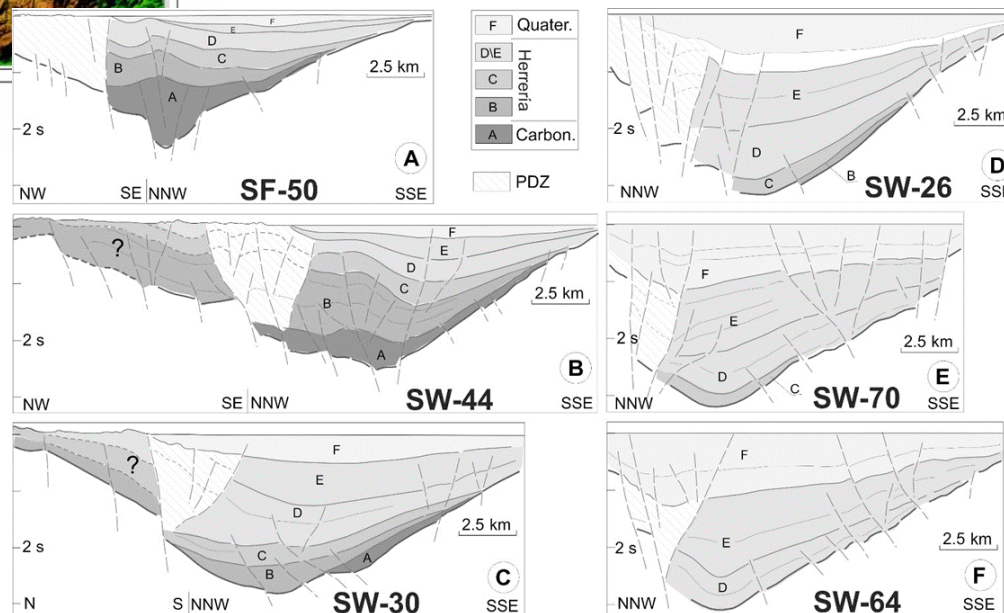 F Quater.
D\E
C
B
Herrería
A Carbon.
PDZ
F
E
D
C
B
A
2.5 km
2 s
A
NW
SE
NNW
SF-50
SSE
?
F
E
D
C
B
A
2.5 km
2 s
B
NW
SE
NNW
SW-44
SSE
?
F
E
D
C
B
A
2.5 km
2 s
C
N
S
NNW
SW-30
SSE
F
E
D
C
B
2.5 km
2 s
D
NNW
SW-26
F
E
D
C
2.5 km
2 s
E
NNW
SW-70
SSE
F
E
D
2.5 km
2 s
F
NNW
SW-64
SSE